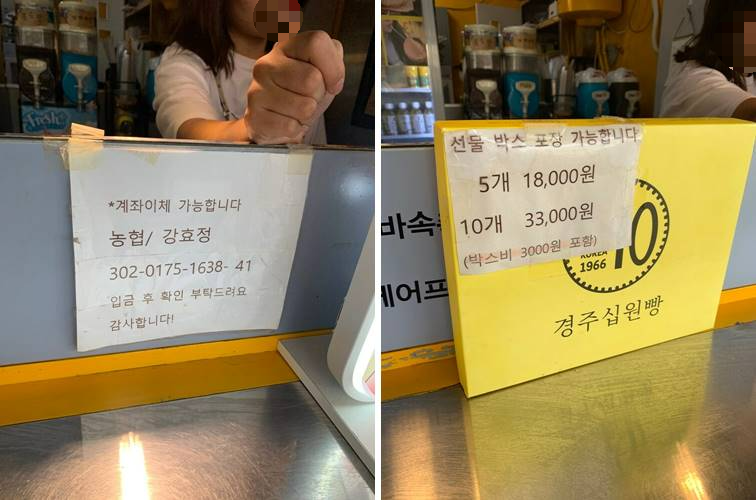 *계좌이체 가능합니다
농협/ 강효정
302-0175-1638- 41
입금 후 확인 부탁드려요
감사합니다!
Fresh
선물 박스 포장 가능합니다.
5개 18,000원
10개 33,000원
(박스비 3000원 포함)
10
KOREA
1966
경주십원빵
바속